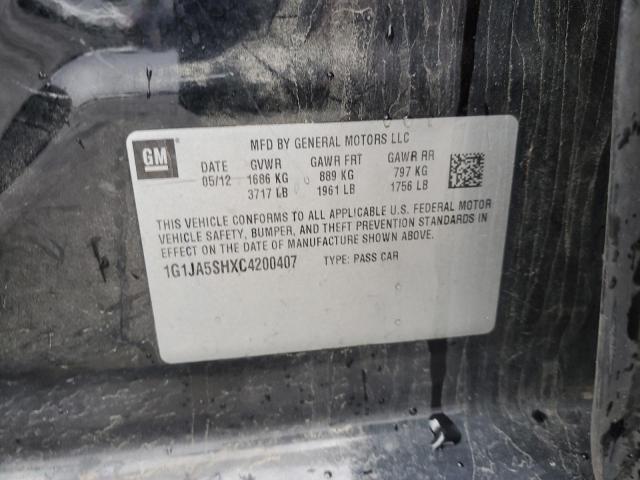 GM
MFD BY GENERAL MOTORS LLC
DATE GVWR GAWR FRT GAWR RR
05/12 1686 KG 889 KG 797 KG
3717 LB 1961 LB 1756 LB
THIS VEHICLE CONFORMS TO ALL APPLICABLE U.S. FEDERAL MOTOR
VEHICLE SAFETY, BUMPER, AND THEFT PREVENTION STANDARDS IN
EFFECT ON THE DATE OF MANUFACTURE SHOWN ABOVE.
1G1JA5SHXC4200407 TYPE: PASS CAR